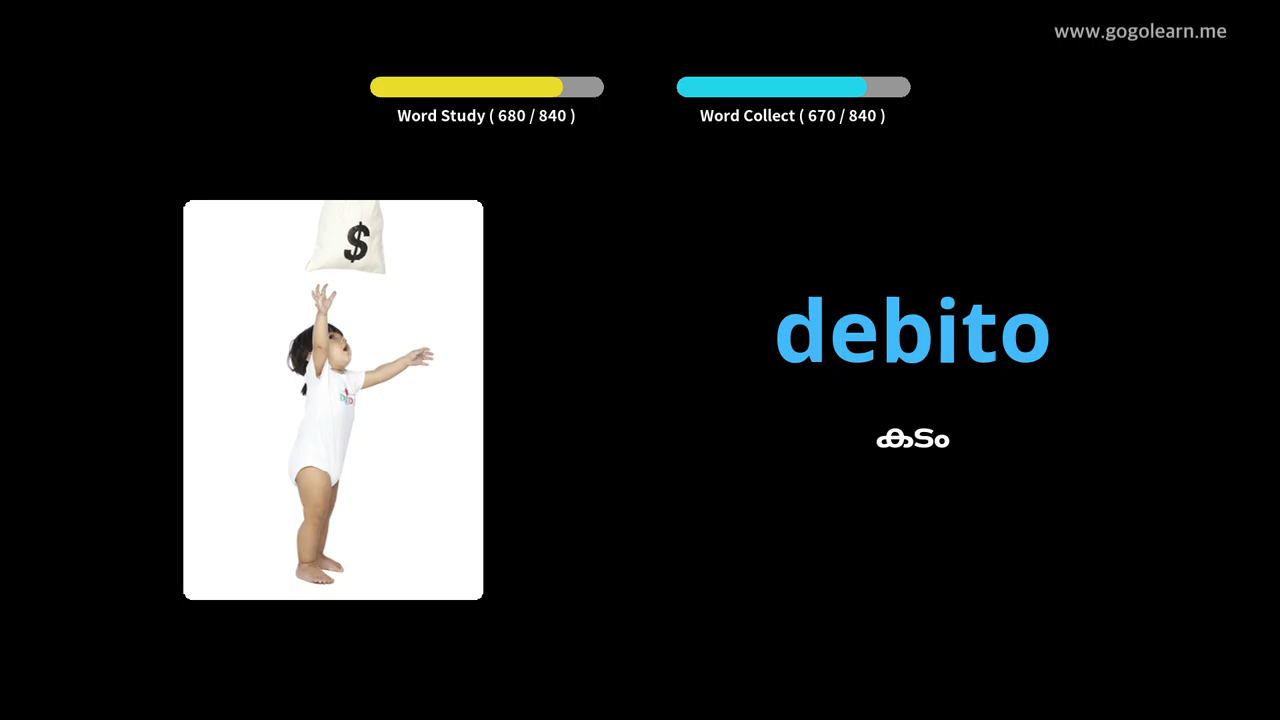 www.gogolearn.me
Word Study ( 680 / 840 )
Word Collect ( 670 / 840 )
$
debito
കടം